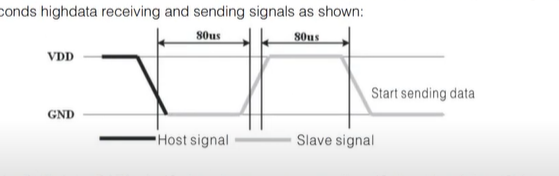 conds highdata receiving and sending signals as shown:
80us 80us
VDD
Start sending data
GND
Host signal Slave signal